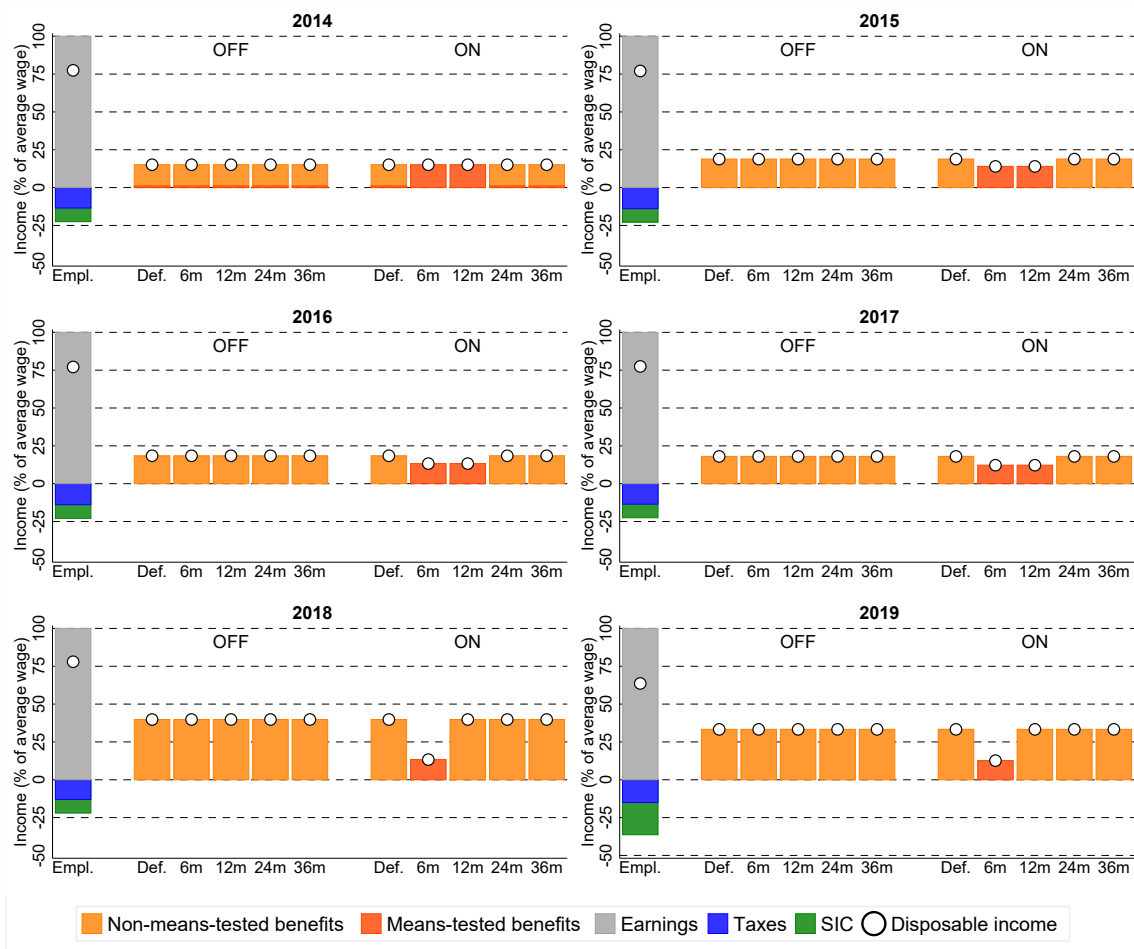 2014
2015
OFF
ON
OFF
ON
Income (% of average wage)
100
75
50
25
0
-25
-50
Income (% of average wage)
100
75
50
25
0
-25
-50
Empl.
Def.
6m
12m
24m
36m
Def.
6m
12m
24m
36m
Empl.
Def.
6m
12m
24m
36m
Def.
6m
12m
24m
36m
2016
2017
OFF
ON
OFF
ON
Income (% of average wage)
100
75
50
25
0
-25
-50
Income (% of average wage)
100
75
50
25
0
-25
-50
Empl.
Def.
6m
12m
24m
36m
Def.
6m
12m
24m
36m
Empl.
Def.
6m
12m
24m
36m
Def.
6m
12m
24m
36m
2018
2019
OFF
ON
OFF
ON
Income (% of average wage)
100
75
50
25
0
-25
-50
Income (% of average wage)
100
75
50
25
0
-25
-50
Empl.
Def.
6m
12m
24m
36m
Def.
6m
12m
24m
36m
Empl.
Def.
6m
12m
24m
36m
Def.
6m
12m
24m
36m
Non-means-tested benefits
Means-tested benefits
Earnings
Taxes
SIC
Disposable income